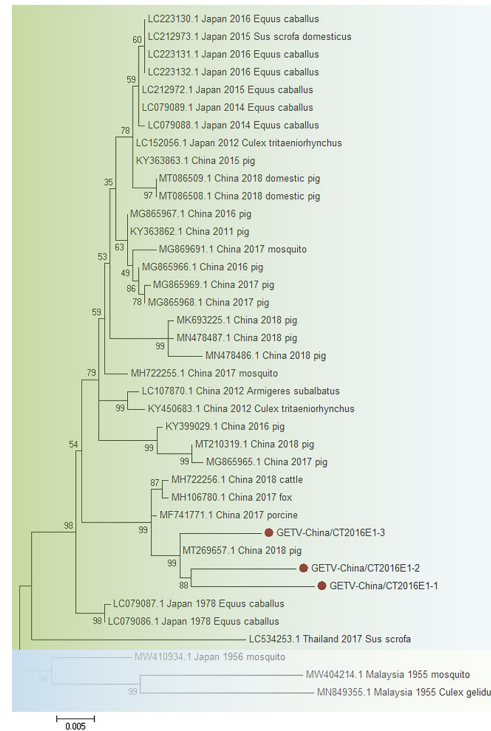 LC223130.1 Japan 2016 Equus caballus
60
LC212973.1 Japan 2015 Sus scrofa domesticus
LC223131.1 Japan 2016 Equus caballus
LC223132.1 Japan 2016 Equus caballus
59
LC212972.1 Japan 2015 Equus caballus
LC079089.1 Japan 2014 Equus caballus
LC079088.1 Japan 2014 Equus caballus
78
LC152056.1 Japan 2012 Culex tritaeniorhynchus
KY363863.1 China 2015 pig
MT086509.1 China 2018 domestic pig
97
MT086508.1 China 2018 domestic pig
35
MG865967.1 China 2016 pig
KY363862.1 China 2011 pig
63
MG869691.1 China 2017 mosquito
53
MG865966.1 China 2016 pig
49
MG865969.1 China 2017 pig
86
78
MG865968.1 China 2017 pig
59
MK693225.1 China 2018 pig
MN478487.1 China 2018 pig
99
MN478486.1 China 2018 pig
79
MH722255.1 China 2017 mosquito
LC107870.1 China 2012 Armigeres subalbatus
99
KY450683.1 China 2012 Culex tritaeniorhynchus
KY399029.1 China 2016 pig
54
99
MT210319.1 China 2018 pig
99
MG865965.1 China 2017 pig
87
MH722256.1 China 2018 cattle
MH106780.1 China 2017 fox
MF741771.1 China 2017 porcine
98
GETV-China/CT2016E1-3
MT269657.1 China 2018 pig
99
GETV-China/CT2016E1-2
88
GETV-China/CT2016E1-1
LC079087.1 Japan 1978 Equus caballus
98
LC079086.1 Japan 1978 Equus caballus
LC534253.1 Thailand 2017 Sus scrofa
MW410934.1 Japan 1956 mosquito
MW404214.1 Malaysia 1955 mosquito
99
MN849355.1 Malaysia 1955 Culex gelidu
0.005